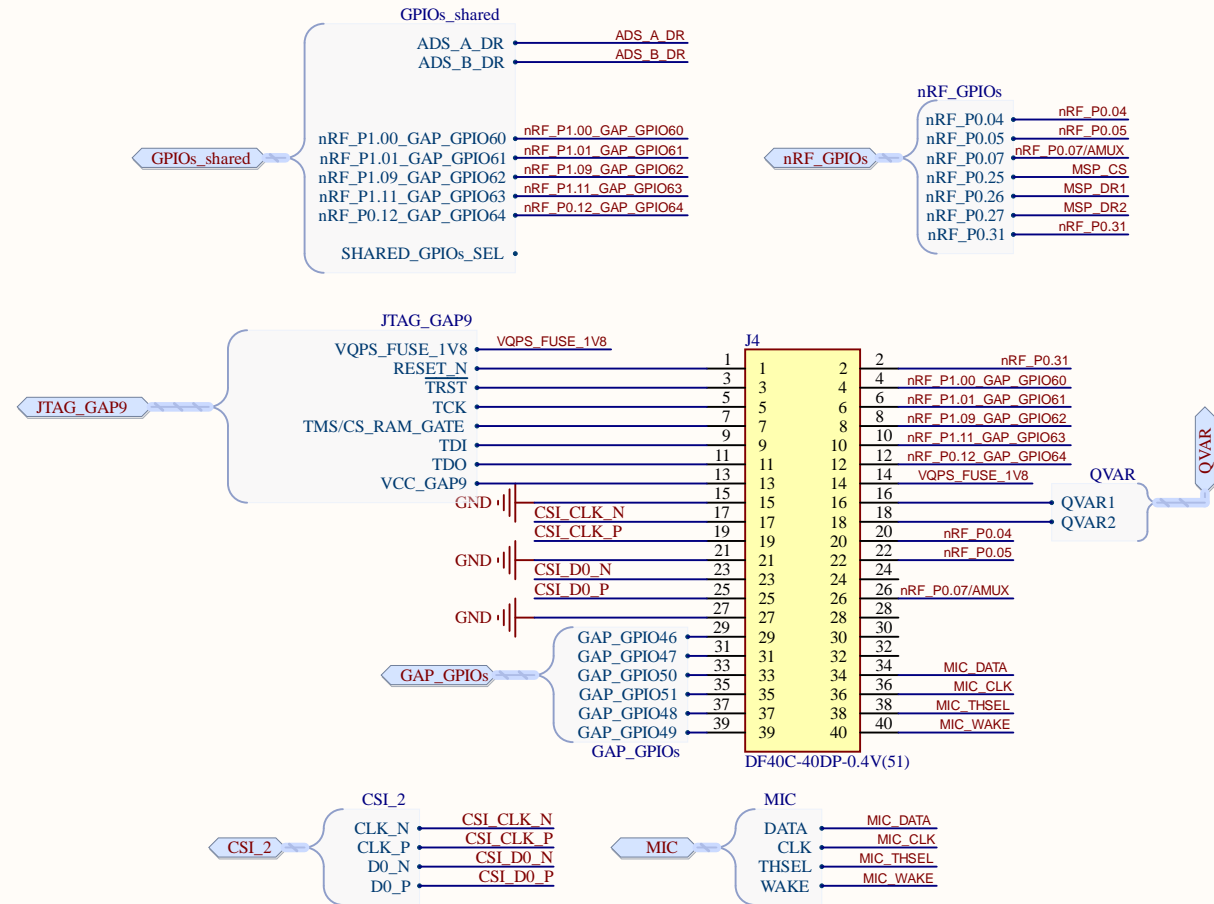 GPIOs_shared
ADS_A_DR ADS_A_DR
ADS_B_DR ADS_B_DR
nRF_P1.00_GAP_GPIO60 nRF_P1.00_GAP_GPIO60
GPIOs_shared nRF_P1.01_GAP_GPIO61 nRF_P1.01_GAP_GPIO61
nRF_P1.09_GAP_GPIO62 nRF_P1.09_GAP_GPIO62
nRF_P1.11_GAP_GPIO63 nRF_P1.11_GAP_GPIO63
nRF_P0.12_GAP_GPIO64 nRF_P0.12_GAP_GPIO64
SHARED_GPIOs_SEL
nRF_GPIOs
nRF_P0.04 nRF_P0.04
nRF_P0.05 nRF_P0.05
nRF_GPIOs nRF_P0.07 nRF_P0.07/AMUX
nRF_P0.25 MSP_CS
nRF_P0.26 MSP_DR1
nRF_P0.27 MSP_DR2
nRF_P0.31 nRF_P0.31
JTAG_GAP9
VQPS_FUSE_1V8 VQPS_FUSE_1V8
RESET_N
TRST
JTAG_GAP9 TCK
TMS/CS_RAM_GATE
TDI
TDO
VCC_GAP9
J4
1 1 2 2 nRF_P0.31
3 3 4 4 nRF_P1.00_GAP_GPIO60
5 5 6 6 nRF_P1.01_GAP_GPIO61
7 7 8 8 nRF_P1.09_GAP_GPIO62
9 9 10 10 nRF_P1.11_GAP_GPIO63
11 11 12 12 nRF_P0.12_GAP_GPIO64
13 13 14 14 VQPS_FUSE_1V8
GND 15 15 16 16
CSI_CLK_N 17 17 18 18
CSI_CLK_P 19 19 20 20 nRF_P0.04
GND 21 21 22 22 nRF_P0.05
CSI_D0_N 23 23 24 24
CSI_D0_P 25 25 26 26 nRF_P0.07/AMUX
GND 27 27 28 28
GAP_GPIO46 29 29 30 30
GAP_GPIO47 31 31 32 32
GAP_GPIOs GAP_GPIO50 33 33 34 34 MIC_DATA
GAP_GPIO51 35 35 36 36 MIC_CLK
GAP_GPIO48 37 37 38 38 MIC_THSEL
GAP_GPIO49 39 39 40 40 MIC_WAKE
GAP_GPIOs
DF40C-40DP-0.4V(51)
QVAR
QVAR1
QVAR2
QVAR
CSI_2
CLK_N CSI_CLK_N
CSI_2 CLK_P CSI_CLK_P
D0_N CSI_D0_N
D0_P CSI_D0_P
MIC
DATA MIC_DATA
MIC CLK MIC_CLK
THSEL MIC_THSEL
WAKE MIC_WAKE